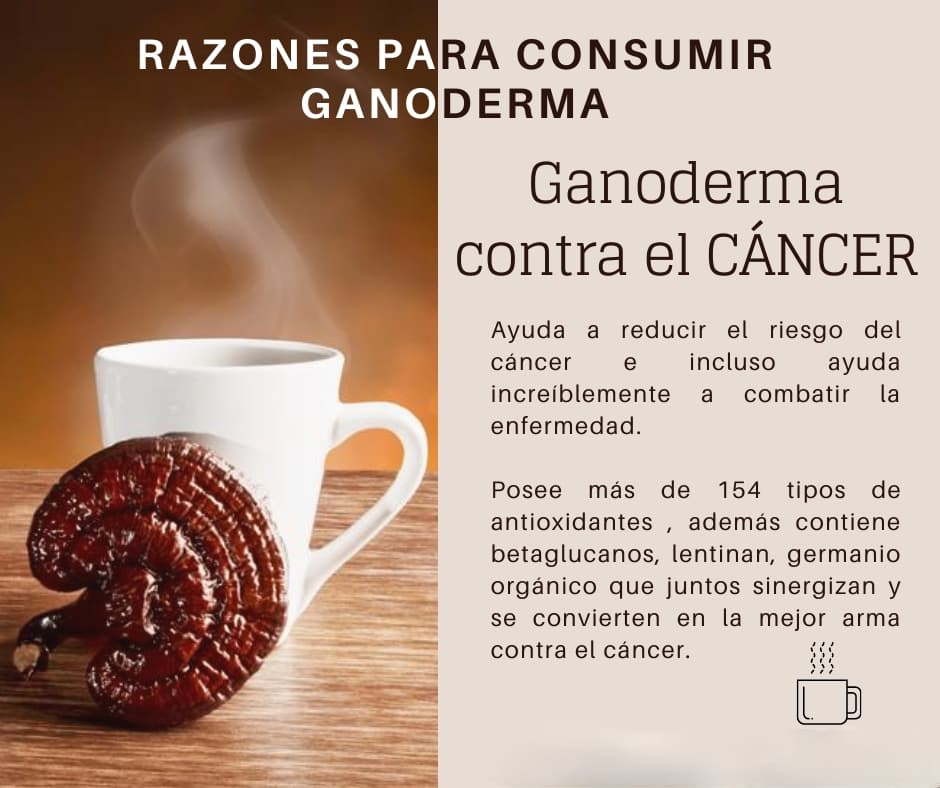 RAZONES PARA CONSUMIR
GANODERMA
Ganoderma
contra el CÁNCER
Ayuda a reducir el riesgo del
cáncer e incluso ayuda
increíblemente a combatir la
enfermedad.
Posee más de 154 tipos de
antioxidantes , además contiene
betaglucanos, lentinan, germanio
orgánico que juntos sinergizan y
se convierten en la mejor arma
contra el cáncer.